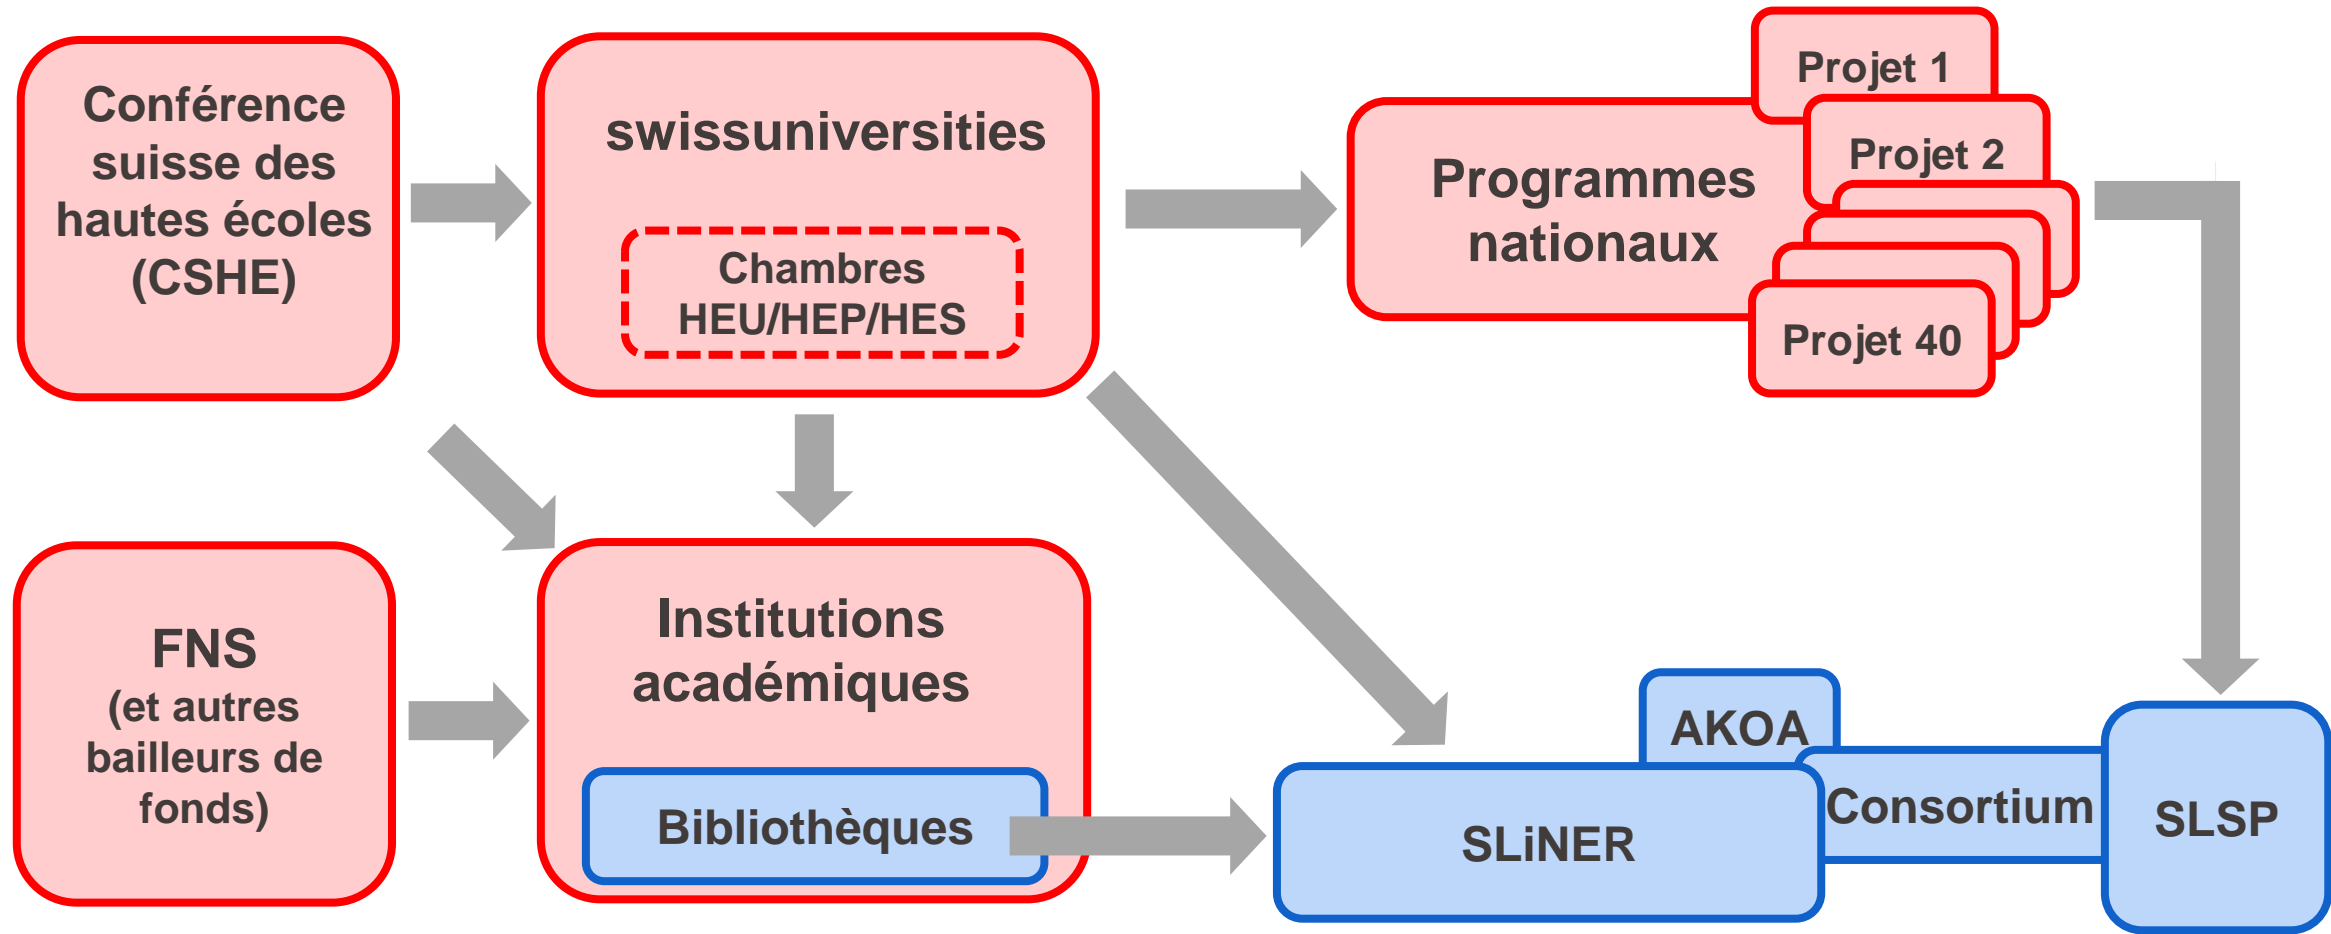 Conférence
suisse des
hautes écoles
(CSHE)
swissuniversities
Chambres
HEU/HEP/HES
Programmes
nationaux
Projet 1
Projet 2
Projet 40
FNS
(et autres
bailleurs de
fonds)
Institutions
académiques
Bibliothèques
SLiNER
AKOA
Consortium
SLSP